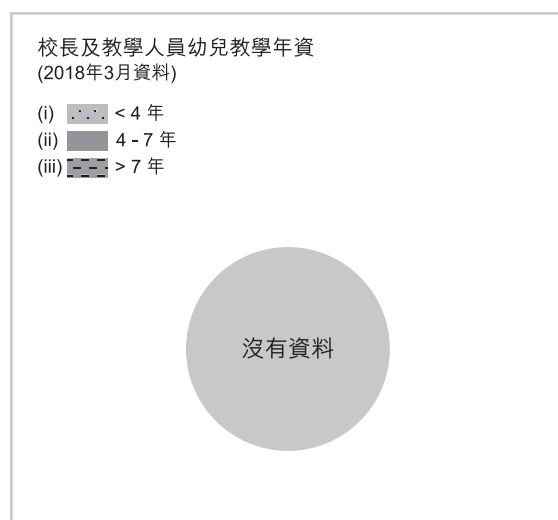 校長及教學人員幼兒教學年資
(2018年3月資料)
(i) < 4 年
(ii) 4 - 7 年
(iii) > 7 年
沒有資料